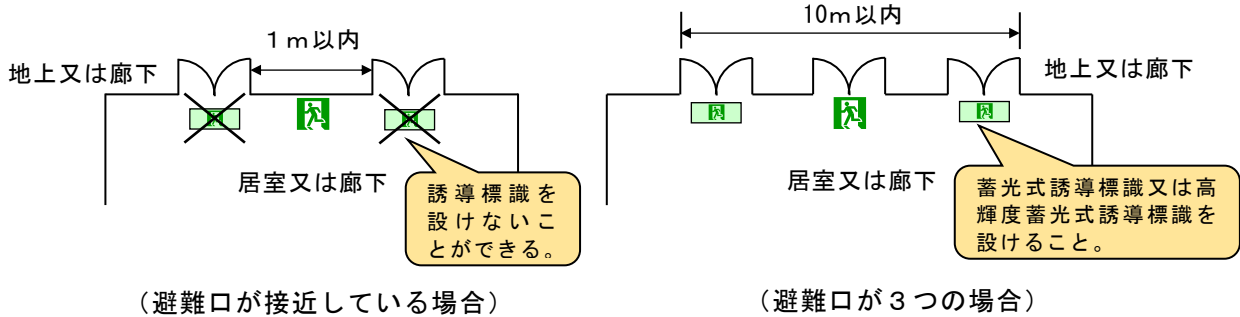 1m以内
地上又は廊下
居室又は廊下
誘導標識を
設けないこ
とができる。
(避難口が接近している場合)
10m以内
地上又は廊下
居室又は廊下
蓄光式誘導標識又は高
輝度蓄光式誘導標識を
設けること。
(避難口が3つの場合)